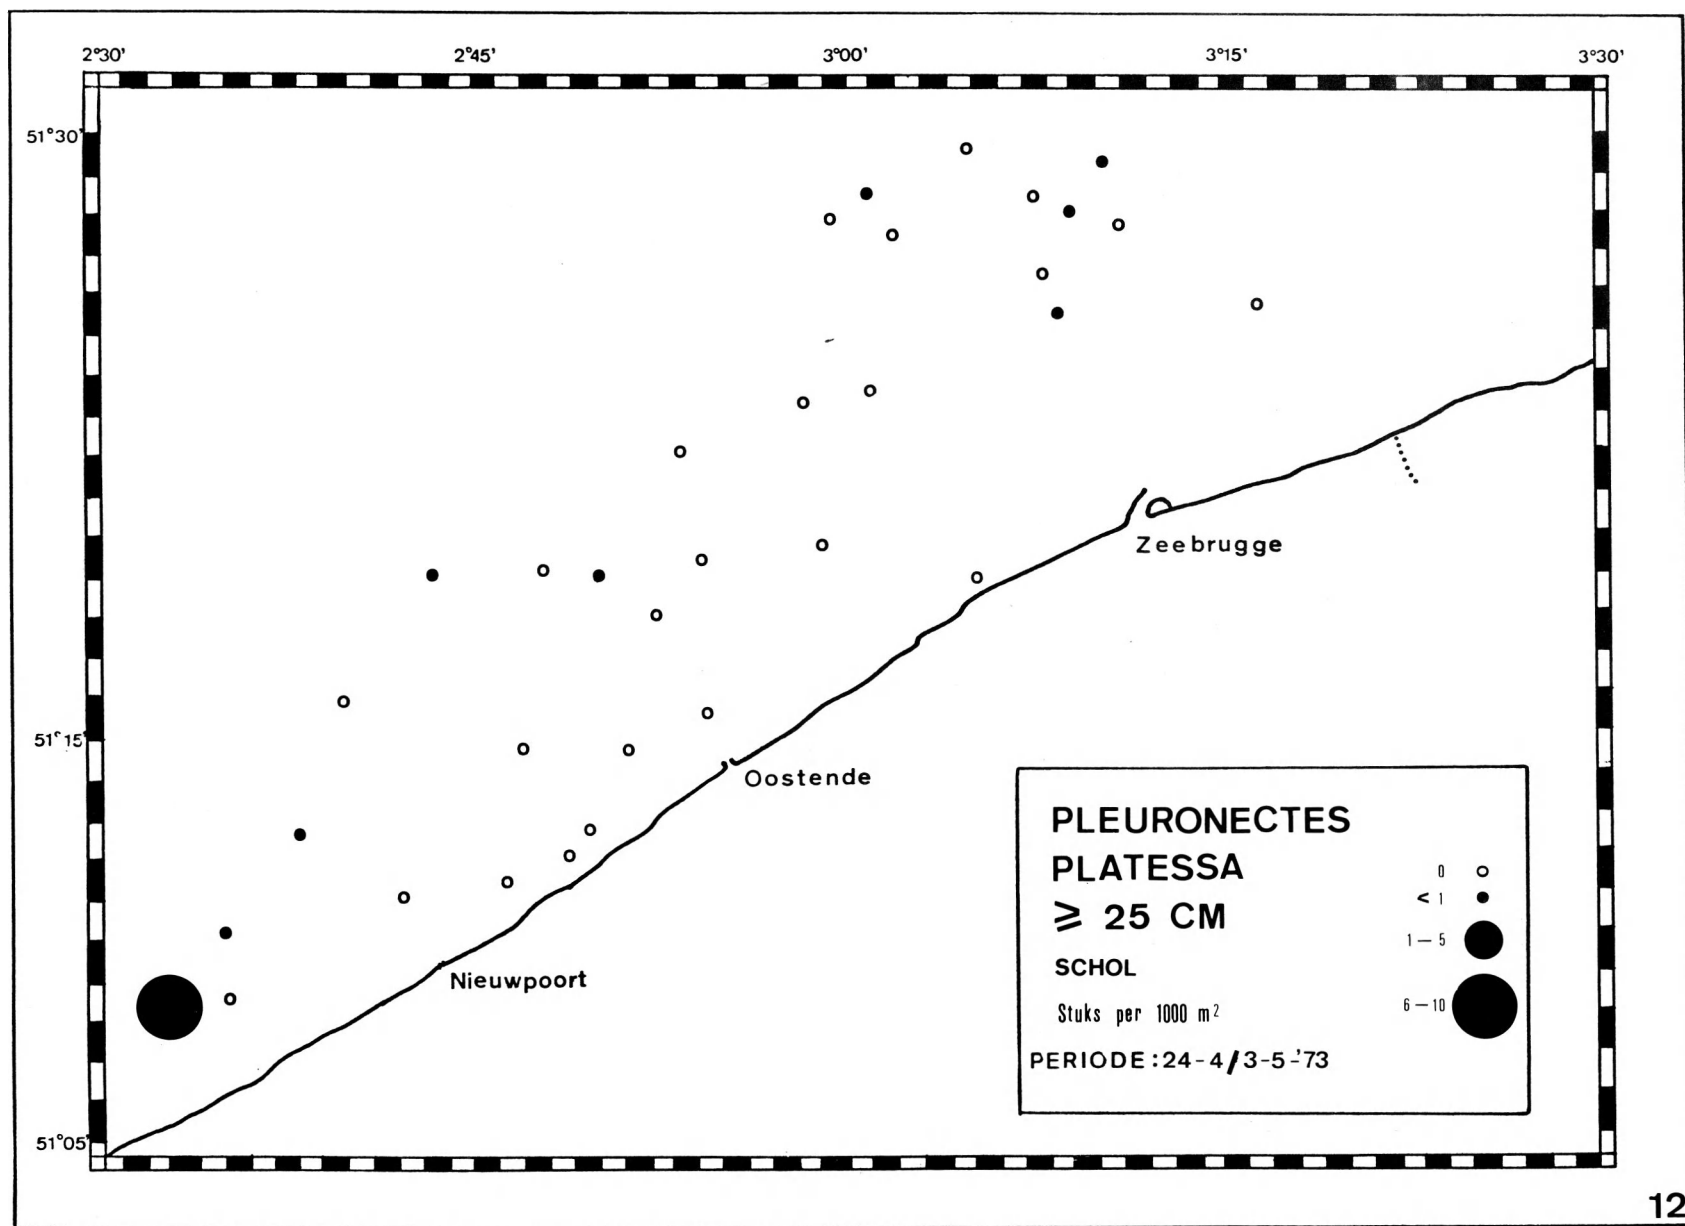 2°30' 2°45' 3°00' 3°15' 3°30'
51°30'
51°15'
51°05'
Zeebrugge
Oostende
Nieuwpoort
PLEURONECTES
PLATESSA
≥ 25 CM
SCHOL
Stuks per 1000 m²
PERIODE : 24-4/3-5-'73
0
< 1
1 — 5
6 — 10
12